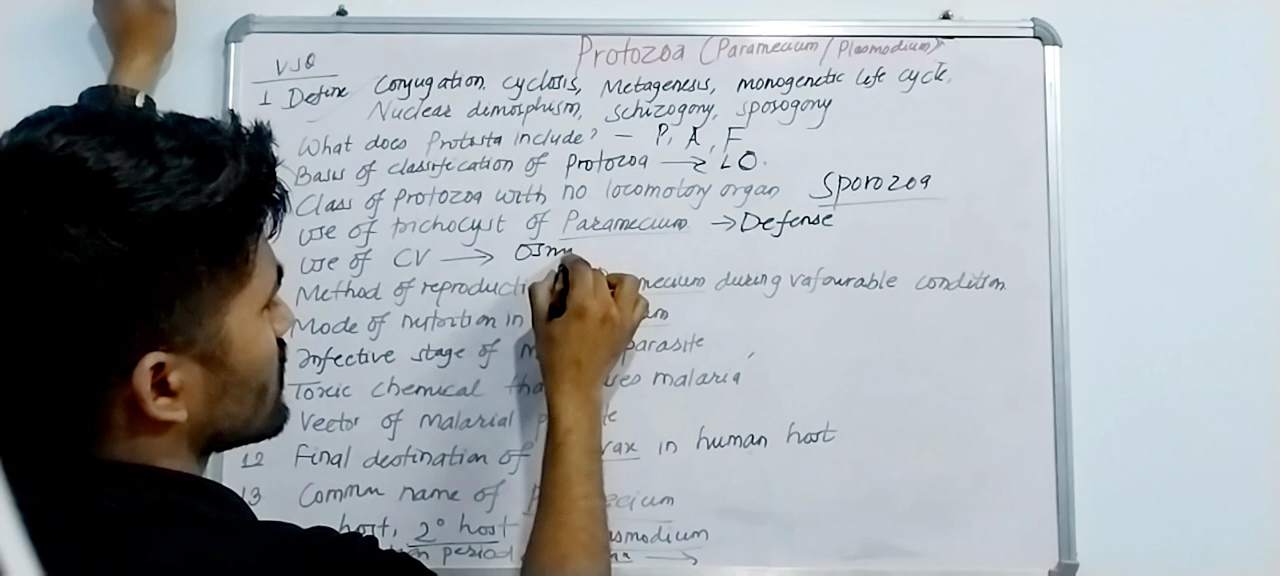 Protozoa (Paramecium/Plasmodium)
VSQ
1 Define Conjugation, cyclosis, Metagenesis, monogenetic life cycle,
Nuclear dimorphism, schizogony, sporogony
What does Protista include? — P, A, F
Basis of classification of Protozoa → LO.
Class of Protozoa with no locomotory organ Sporozoa
Use of trichocyst of Paramecium → Defense
Use of CV → Osm
Method of reproducti mecium during vafourable condition
Mode of nutrition in
Infective stage of parasite
Toxic chemical malaria
Vector of Malarial
12 Final destination of vax in human host
13 Common name of ecium
host, 2° host smodium
period →